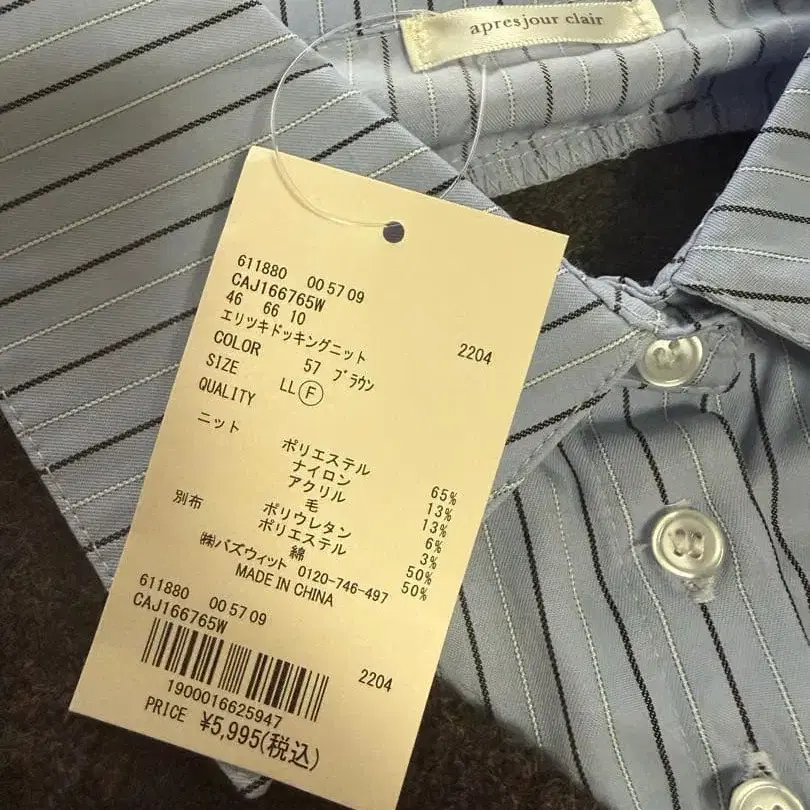 apresjour clair
611880 00 57 09
CAJ166765W
46 66 10
エリツキドッキングニット 2204
COLOR 57 ブラウン
SIZE LL Ⓕ
QUALITY
ニット
ポリエステル 65%
ナイロン 13%
アクリル 13%
毛 6%
ポリウレタン 3%
別布 ポリエステル 50%
綿 50%
㈱バズウィット 0120-746-497
MADE IN CHINA
611880 00 57 09
CAJ166765W
2204
1900016625947
PRICE ¥5,995(税込)